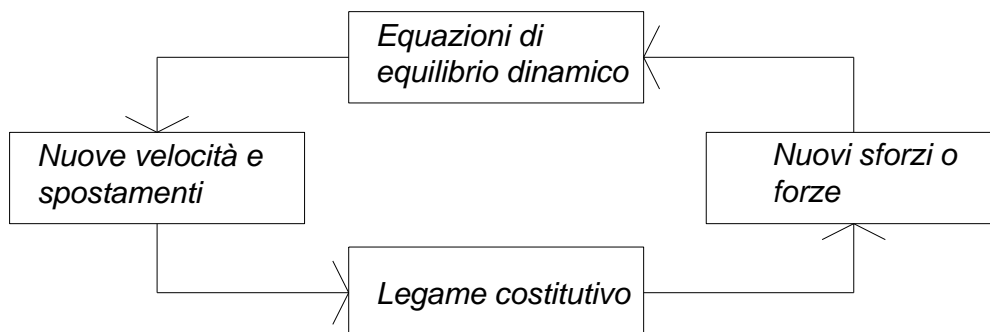 Equazioni di
equilibrio dinamico
Nuove velocità e
spostamenti
Nuovi sforzi o
forze
Legame costitutivo